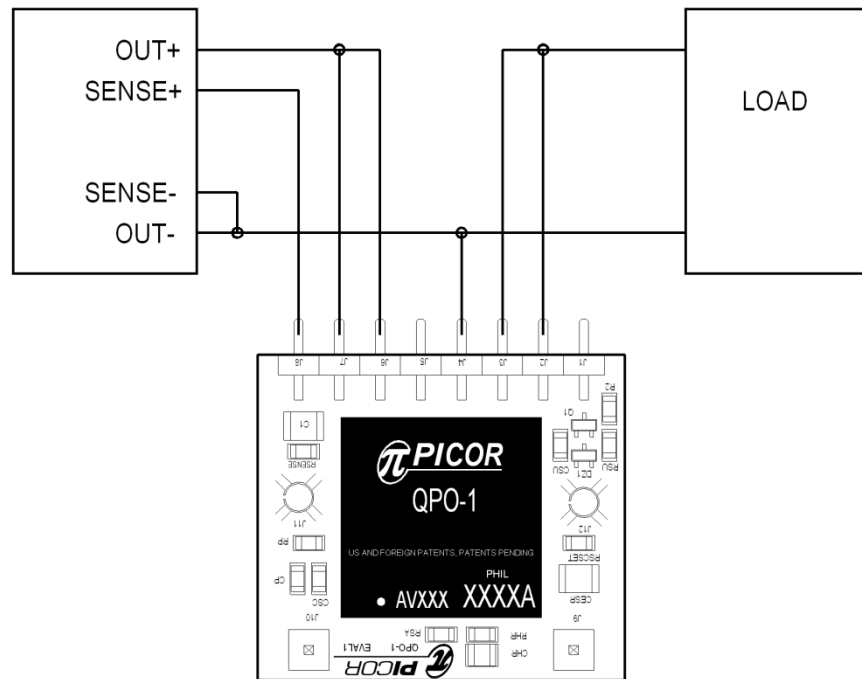 OUT+
SENSE+
SENSE-
OUT-
LOAD
J8 J7 J6 J5 J4 J3 J2 J1
R2
Q1
C1
RSENSE
CSU
DZ1
RSU
π PICOR
QPO-1
J11
J12
RP
RSCSET
US AND FOREIGN PATENTS, PATENTS PENDING
PHIL
CP
CSC
AVXXX XXXXA
CESR
J10
J9
RSA
RHR
CHR
QPO-1 EVAL1
π PICOR